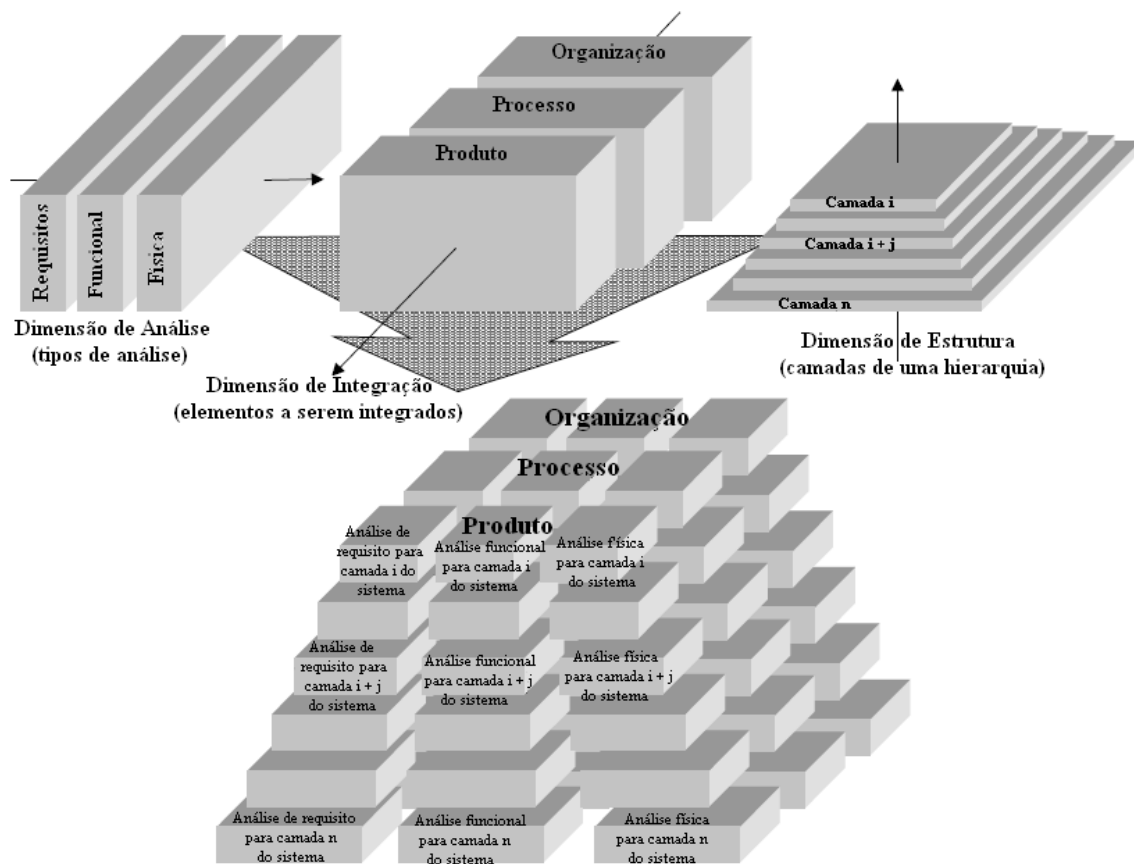 Organização
Processo
Produto
Requisitos
Funcional
Física
Camada i
Camada i + j
Camada n
Dimensão de Análise
(tipos de análise)
Dimensão de Integração
(elementos a serem integrados)
Dimensão de Estrutura
(camadas de uma hierarquia)
Organização
Processo
Produto
Análise de
requisito para
camada i do
sistema
Análise funcional
para camada i
do sistema
Análise física
para camada i
do sistema
Análise de
requisito para
camada i + j
do sistema
Análise funcional
para camada i + j
do sistema
Análise física
para camada i + j
do sistema
Análise de requisito
para camada n
do sistema
Análise funcional
para camada n
do sistema
Análise física
para camada n
do sistema